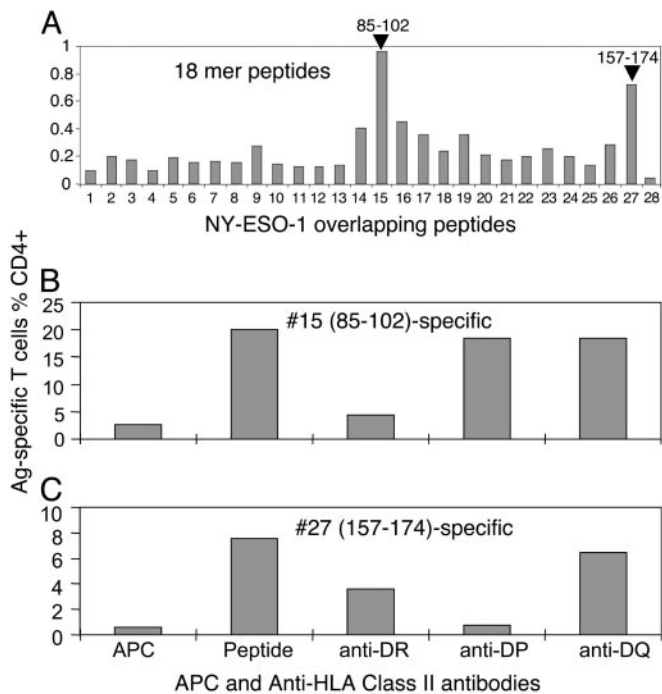 A
85-102
157-174
18 mer peptides
1
0.8
0.6
0.4
0.2
0
1 2 3 4 5 6 7 8 9 10 11 12 13 14 15 16 17 18 19 20 21 22 23 24 25 26 27 28
NY-ESO-1 overlapping peptides
Ag-specific T cells % CD4+
B
#15 (85-102)-specific
25
20
15
10
5
0
C
#27 (157-174)-specific
10
8
6
4
2
0
APC Peptide anti-DR anti-DP anti-DQ
APC and Anti-HLA Class II antibodies